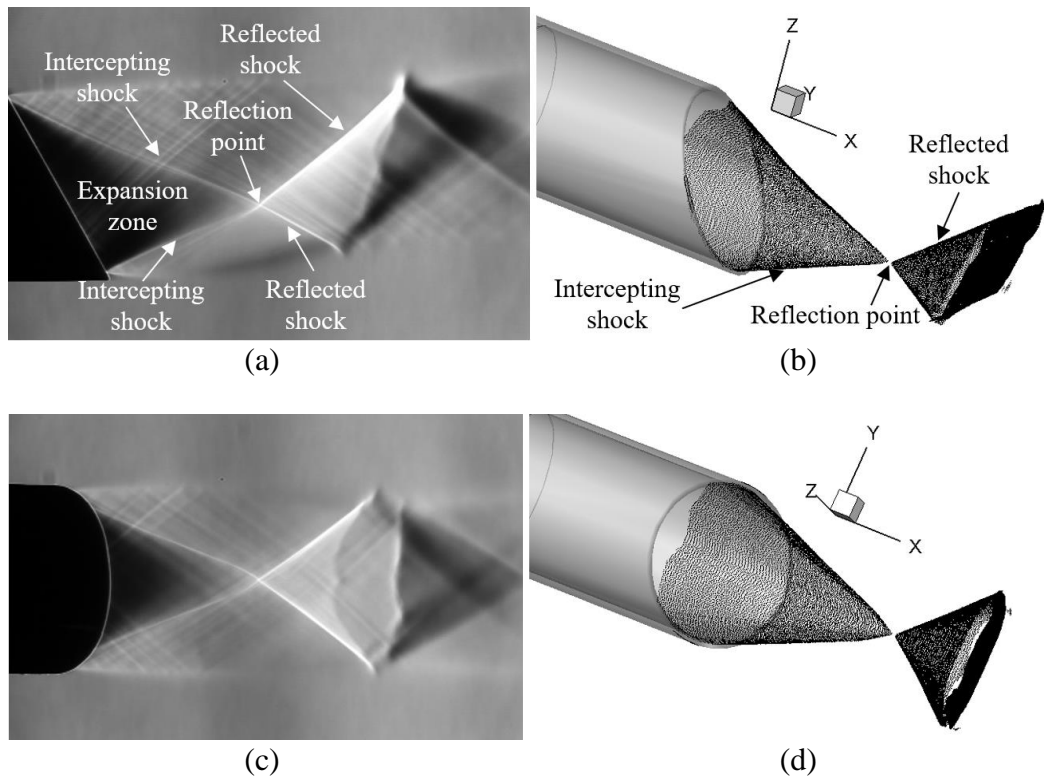 Reflected
shock
Intercepting
shock
Reflection
point
Expansion
zone
Intercepting
shock
Reflected
shock
(a)
Z
Y
X
Reflected
shock
Intercepting
shock
Reflection point
(b)
(c)
Y
Z
X
(d)